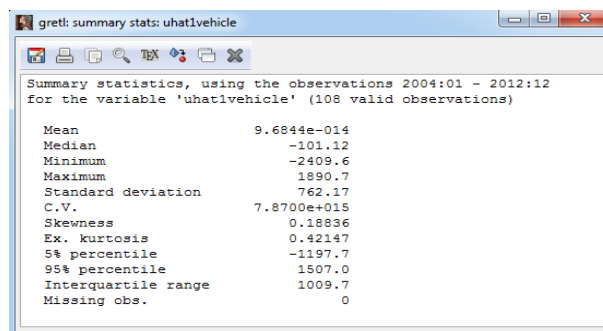 gretl: summary stats: uhat1vehicle
TEX
Summary statistics, using the observations 2004:01 - 2012:12
for the variable 'uhat1vehicle' (108 valid observations)
Mean 9.6844e-014
Median -101.12
Minimum -2409.6
Maximum 1890.7
Standard deviation 762.17
C.V. 7.8700e+015
Skewness 0.18836
Ex. kurtosis 0.42147
5% percentile -1197.7
95% percentile 1507.0
Interquartile range 1009.7
Missing obs. 0